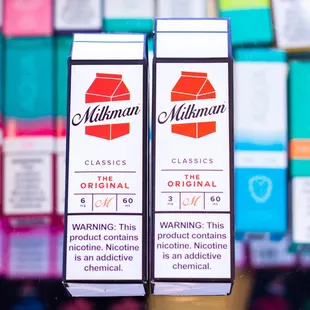 Milkman
CLASSICS
THE
ORIGINAL
6 mg M 60 mL
WARNING: This
product contains
nicotine. Nicotine
is an addictive
chemical.
Milkman
CLASSICS
THE
ORIGINAL
3 mg M 60 mL
WARNING: This
product contains
nicotine. Nicotine
is an addictive
chemical.